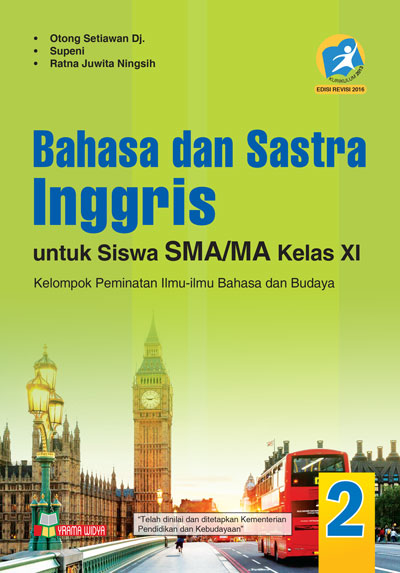 • Otong Setiawan Dj.
• Supeni
• Ratna Juwita Ningsih
KURIKULUM 2013
EDISI REVISI 2016
Bahasa dan Sastra
Inggris
untuk Siswa SMA/MA Kelas XI
Kelompok Peminatan Ilmu-ilmu Bahasa dan Budaya
"Telah dinilai dan ditetapkan Kementerian
Pendidikan dan Kebudayaan"
YRAMA WIDYA
2